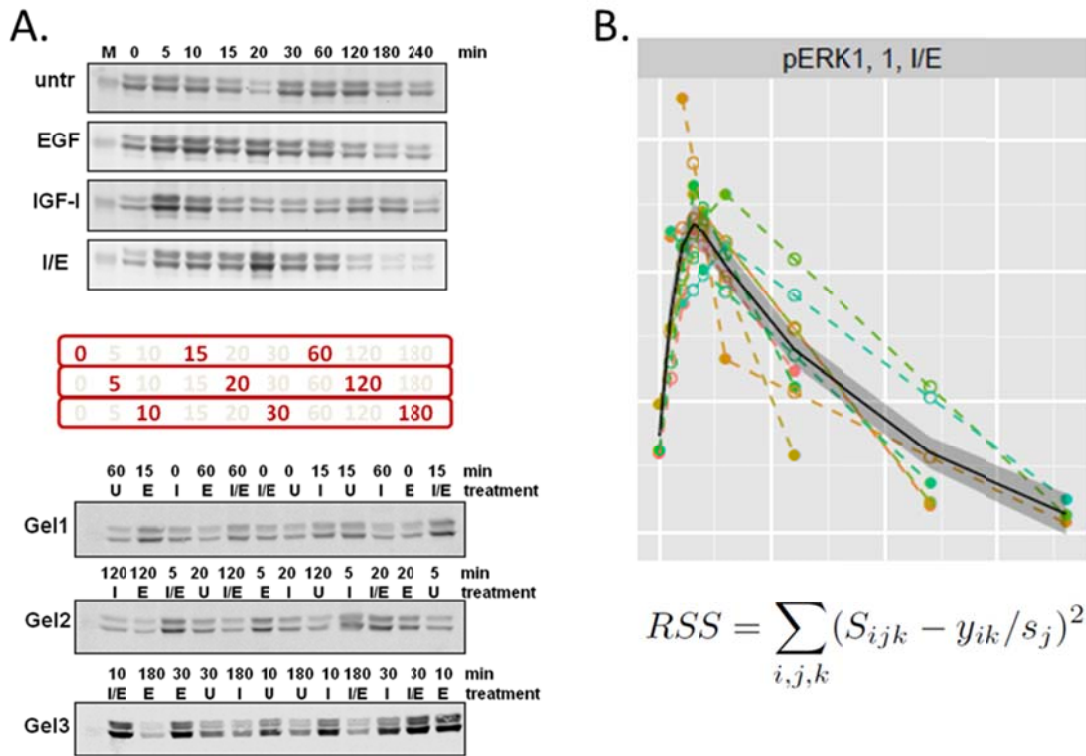 A.
M 0 5 10 15 20 30 60 120 180 240 min
untr
EGF
IGF-I
I/E
0 5 10 15 20 30 60 120 180
0 5 10 15 20 30 60 120 180
0 5 10 15 20 30 60 120 180
60 15 0 60 60 0 0 15 15 60 0 15 min
U E I E I/E I/E U I U I E I/E treatment
Gel1
120 120 5 20 120 5 20 120 5 20 20 5 min
I E I/E U I/E E I U I I/E E U treatment
Gel2
10 180 30 30 180 10 180 10 180 30 30 10 min
I/E E E U I U U I I/E I I/E E treatment
Gel3
B.
pERK1, 1, I/E
RSS = ∑ (S_{ijk} − y_{ik}/s_j)^2
i,j,k